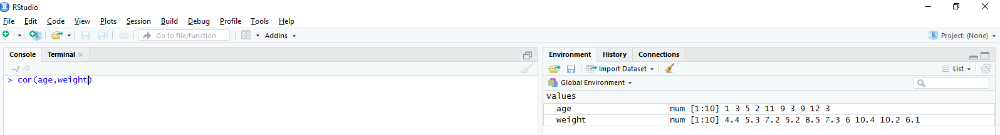 RStudio
File Edit Code View Plots Session Build Debug Profile Tools Help
Go to file/function Addins Project: (None)
Console Terminal
~/
> cor(age,weight)
Environment History Connections
Import Dataset List
Global Environment
Values
age num [1:10] 1 3 5 2 11 9 3 9 12 3
weight num [1:10] 4.4 5.3 7.2 5.2 8.5 7.3 6 10.4 10.2 6.1